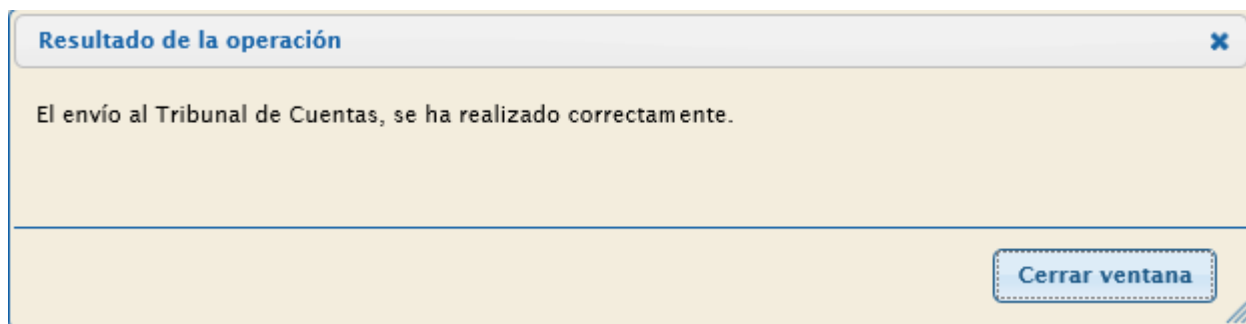 Resultado de la operación
El envío al Tribunal de Cuentas, se ha realizado correctamente.
Cerrar ventana